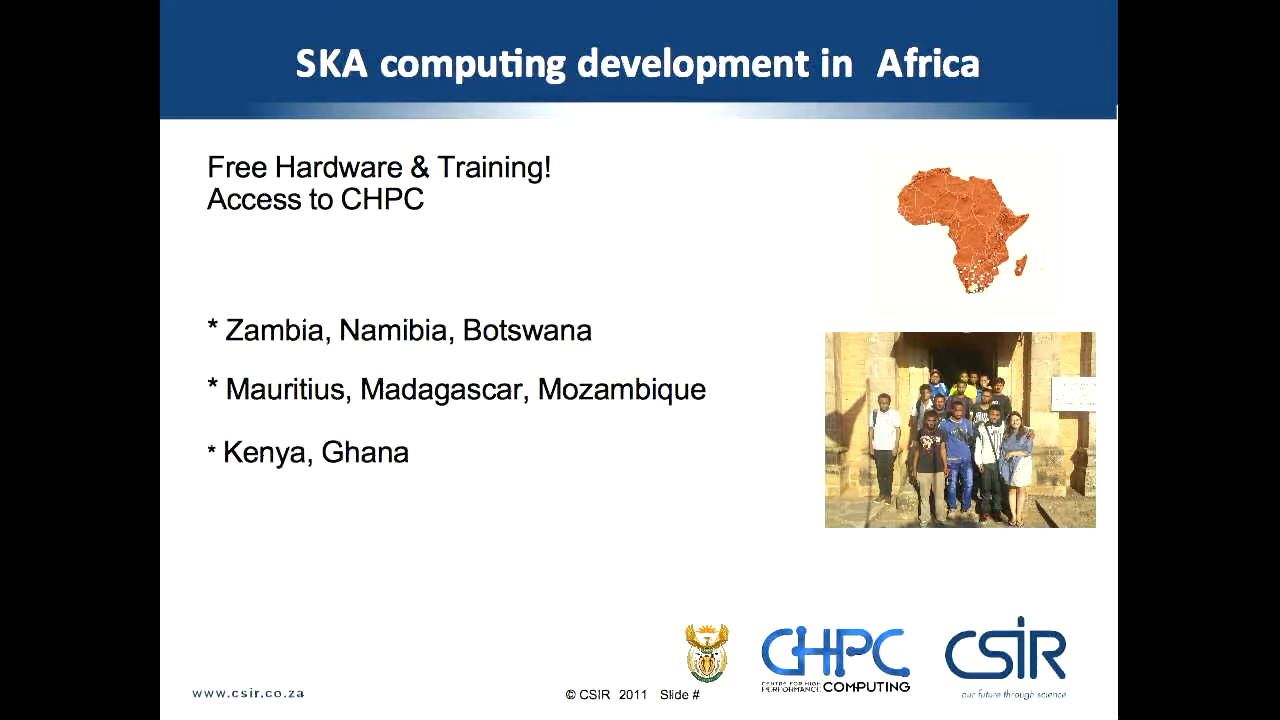 SKA computing development in Africa
Free Hardware & Training!
Access to CHPC
* Zambia, Namibia, Botswana
* Mauritius, Madagascar, Mozambique
* Kenya, Ghana
www.csir.co.za
© CSIR 2011 Slide #
CHPC
CENTRE FOR HIGH
PERFORMANCE COMPUTING
CSIR
our future through science